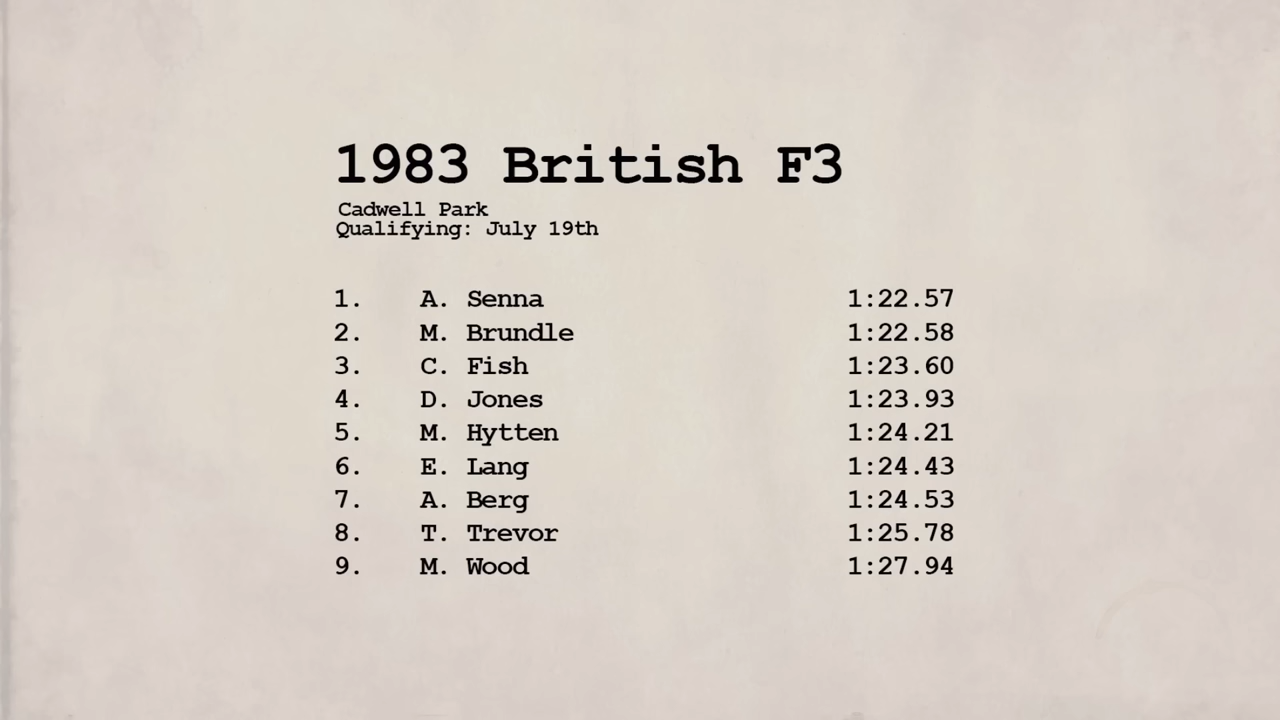 1983 British F3
Cadwell Park
Qualifying: July 19th
1. A. Senna 1:22.57
2. M. Brundle 1:22.58
3. C. Fish 1:23.60
4. D. Jones 1:23.93
5. M. Hytten 1:24.21
6. E. Lang 1:24.43
7. A. Berg 1:24.53
8. T. Trevor 1:25.78
9. M. Wood 1:27.94